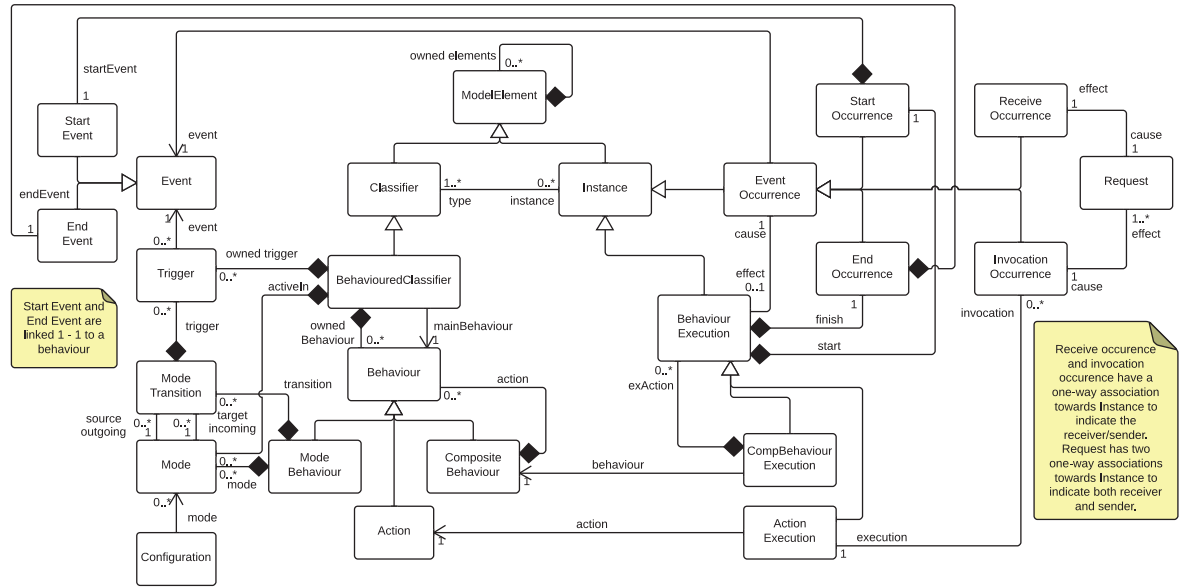 owned elements
0..*
ModelElement
startEvent
1
Start
Event
event
1
Event
endEvent
1
End
Event
1
event
0..*
Trigger
owned trigger
0..*
Classifier
1..*
type
0..*
instance
Instance
Event
Occurrence
1
cause
Start
Occurrence
1
Receive
Occurrence
effect
1
cause
1
Request
1..*
effect
End
Occurrence
1
Invocation
Occurrence
1
cause
0..*
invocation
BehaviouredClassifier
activeIn
owned
Behaviour
0..*
mainBehaviour
1
effect
0..1
Behaviour
Execution
finish
start
0..*
exAction
Start Event and
End Event are
linked 1 - 1 to a
behaviour
0..*
trigger
Mode
Transition
0..*
transition
Behaviour
0..*
action
source
outgoing
0..*
1
0..*
1
target
incoming
Mode
0..*
0..*
mode
Mode
Behaviour
Composite
Behaviour
1
behaviour
CompBehaviour
Execution
0..*
mode
Configuration
Action
1
action
Action
Execution
1
execution
Receive occurence
and invocation
occurence have a
one-way association
towards Instance to
indicate the
receiver/sender.
Request has two
one-way associations
towards Instance to
indicate both receiver
and sender.